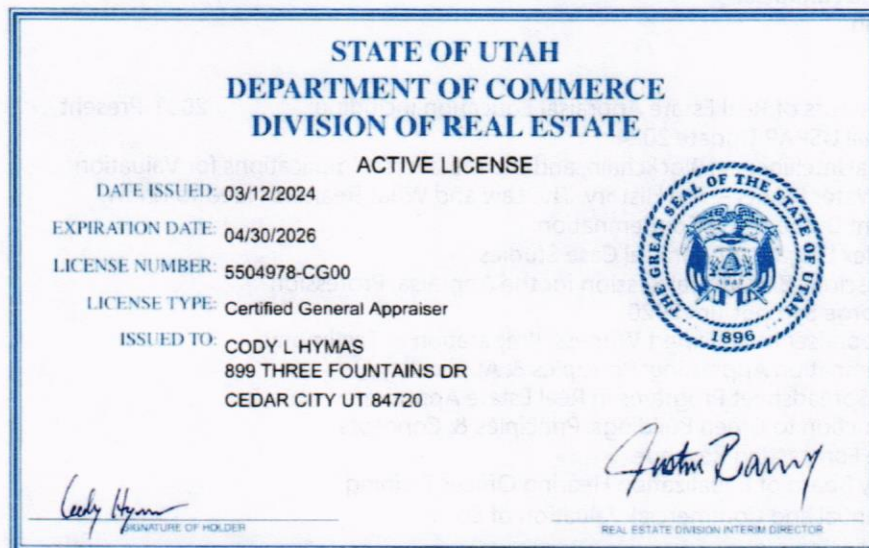 STATE OF UTAH
DEPARTMENT OF COMMERCE
DIVISION OF REAL ESTATE
ACTIVE LICENSE
DATE ISSUED: 03/12/2024
EXPIRATION DATE: 04/30/2026
LICENSE NUMBER: 5504978-CG00
LICENSE TYPE: Certified General Appraiser
ISSUED TO: CODY L HYMAS
899 THREE FOUNTAINS DR
CEDAR CITY UT 84720
THE GREAT SEAL OF THE STATE OF UTAH
1896
SIGNATURE OF HOLDER
REAL ESTATE DIVISION INTERIM DIRECTOR